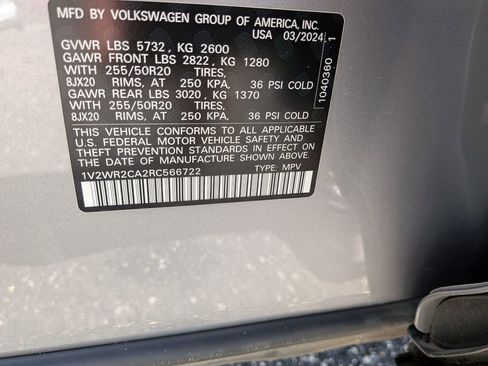 MFD BY VOLKSWAGEN GROUP OF AMERICA, INC.
USA 03/2024
GVWR LBS 5732, KG 2600
GAWR FRONT LBS 2822, KG 1280
WITH 255/50R20 TIRES,
8JX20 RIMS, AT 250 KPA, 36 PSI COLD
GAWR REAR LBS 3020, KG 1370
WITH 255/50R20 TIRES,
8JX20 RIMS, AT 250 KPA, 36 PSI COLD
THIS VEHICLE CONFORMS TO ALL APPLICABLE
U.S. FEDERAL MOTOR VEHICLE SAFETY AND
THEFT PREVENTION STANDARDS IN EFFECT ON
THE DATE OF MANUFACTURE SHOWN ABOVE.
1V2WR2CA2RC566722 TYPE: MPV
1040360 1